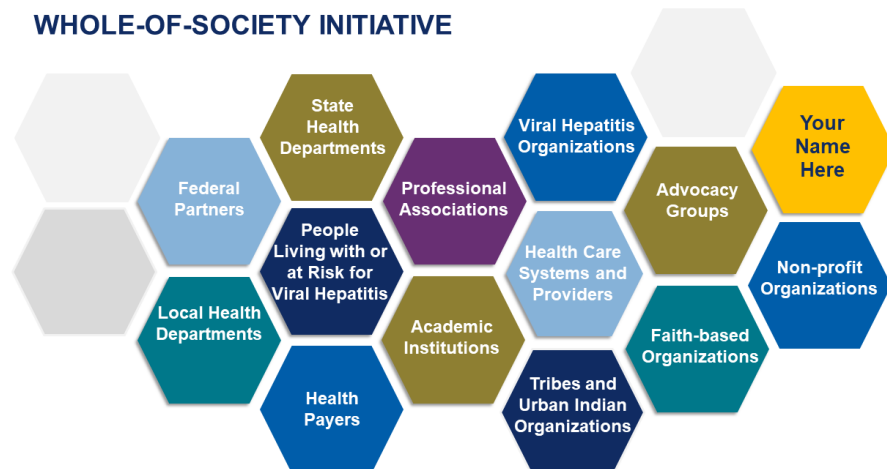 WHOLE-OF-SOCIETY INITIATIVE
State
Health
Departments
Viral Hepatitis
Organizations
Your
Name
Here
Federal
Partners
Professional
Associations
Advocacy
Groups
People
Living with or
at Risk for
Viral Hepatitis
Health Care
Systems and
Providers
Non-profit
Organizations
Local Health
Departments
Academic
Institutions
Faith-based
Organizations
Health
Payers
Tribes and
Urban Indian
Organizations